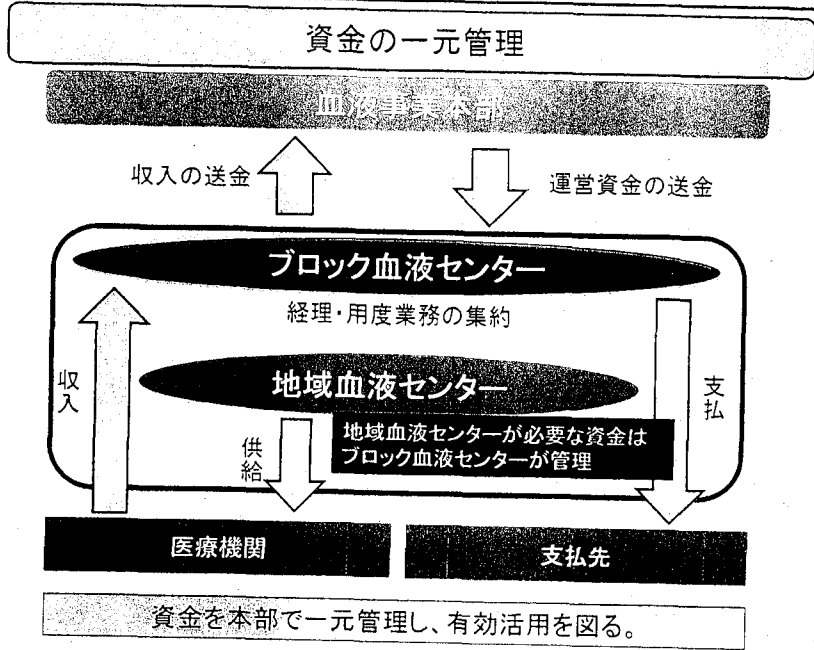 資金の一元管理
血液事業本部
収入の送金
運営資金の送金
ブロック血液センター
経理・用度業務の集約
収入
地域血液センター
支払
供給
地域血液センターが必要な資金は
ブロック血液センターが管理
医療機関
支払先
資金を本部で一元管理し、有効活用を図る。